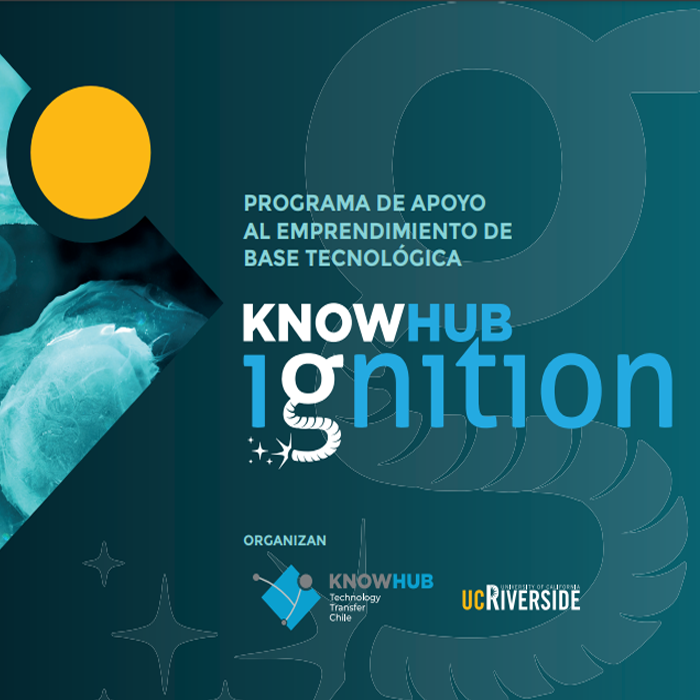 PROGRAMA DE APOYO
AL EMPRENDIMIENTO DE
BASE TECNOLÓGICA
KNOWHUB
ignition
ORGANIZAN
KNOWHUB
Technology
Transfer
Chile
UNIVERSITY OF CALIFORNIA
UCRIVERSIDE